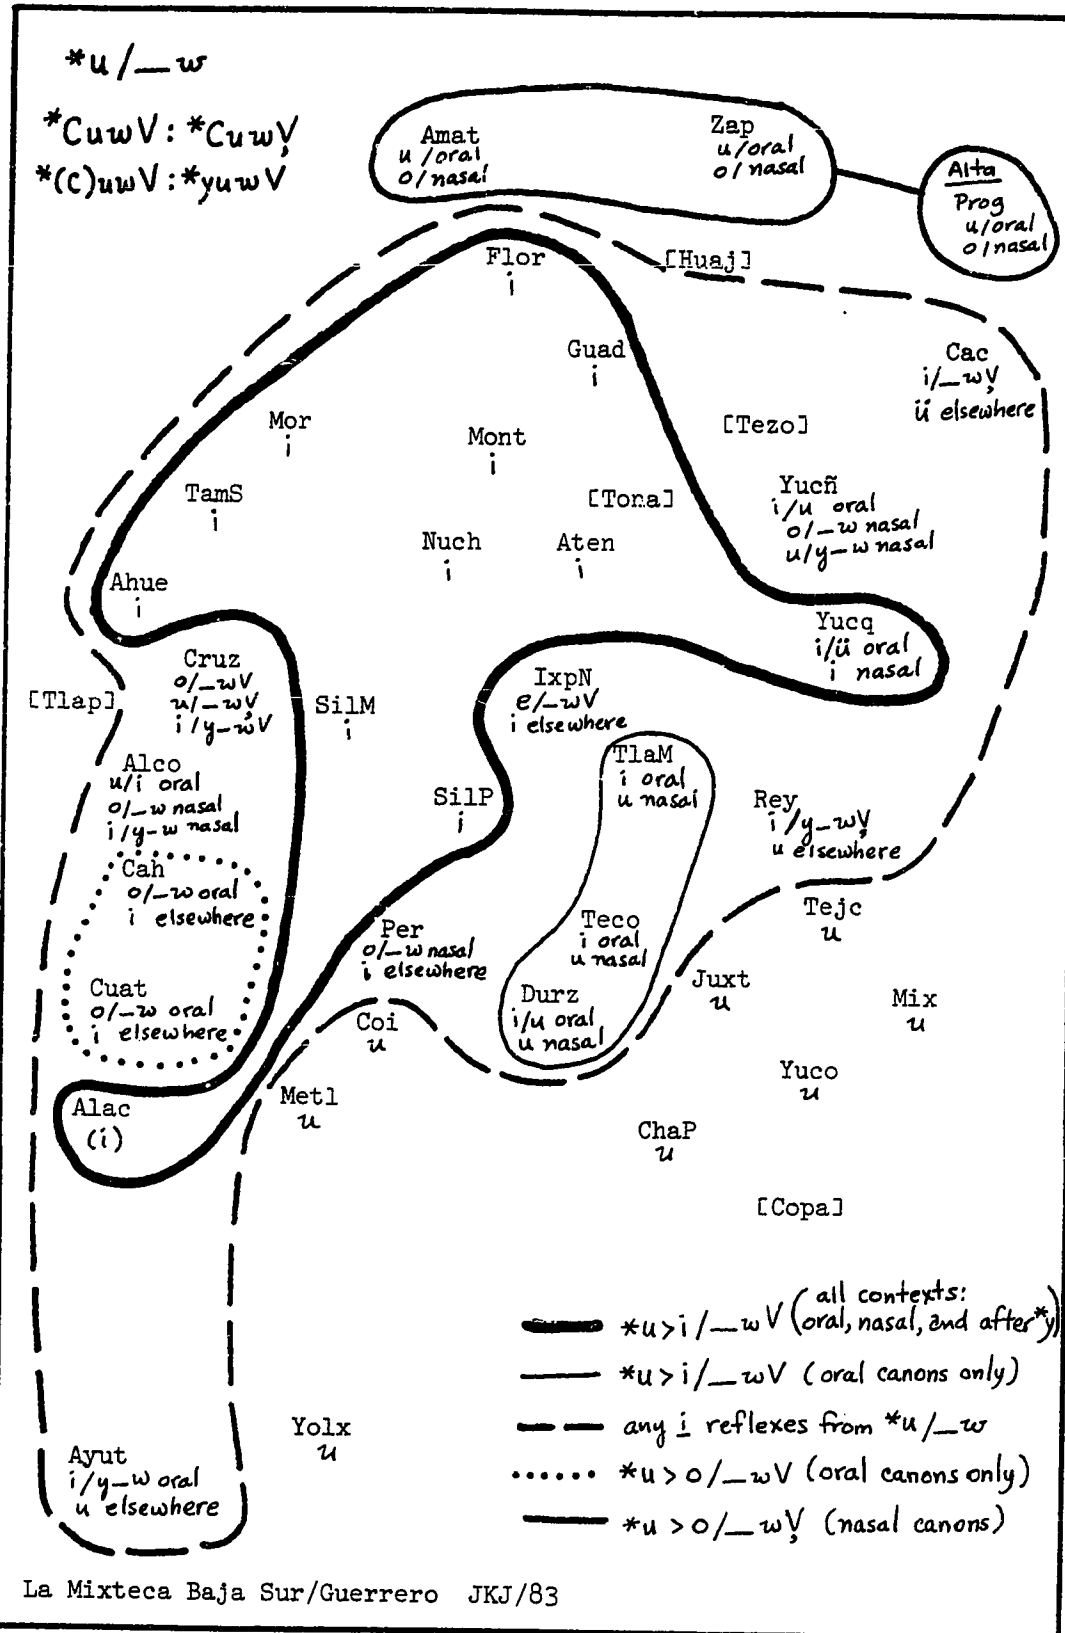 *u/__w
*CuwV : *CuwV̨
*(C)uwV : *yuwV
Amat
u/oral
o/nasal
Zap
u/oral
o/nasal
Alta
Prog
u/oral
o/nasal
Flor
i
[Huaj]
Guad
i
Cac
i/__wV̨
ü elsewhere
Mor
i
Mont
i
[Tezo]
TamS
i
[Tona]
Yucñ
i/u oral
o/__w nasal
u/y__w nasal
Nuch
i
Aten
i
Ahue
i
Yucq
i/ü oral
i nasal
Cruz
o/__wV
u/__wV̨
i/y__wV
[Tlap]
SilM
i
IxpN
e/__wV
i elsewhere
Alco
u/i oral
o/__w nasal
i/y__w nasal
SilP
i
TlaM
i oral
u nasal
Rey
i/y__wV̨
u elsewhere
Cah
o/__w oral
i elsewhere
Per
o/__w nasal
i elsewhere
Teco
i oral
u nasal
Tejc
u
Cuat
o/__w oral
i elsewhere
Coi
u
Durz
i/u oral
u nasal
Juxt
u
Mix
u
Alac
(i)
Metl
u
Yuco
u
ChaP
u
[Copa]
*u>i/__wV (all contexts: oral, nasal, and after *y)
*u>i/__wV (oral canons only)
any i reflexes from *u/__w
*u>o/__wV (oral canons only)
*u>o/__wV̨ (nasal canons)
Yolx
u
Ayut
i/y__w oral
u elsewhere
La Mixteca Baja Sur/Guerrero JKJ/83